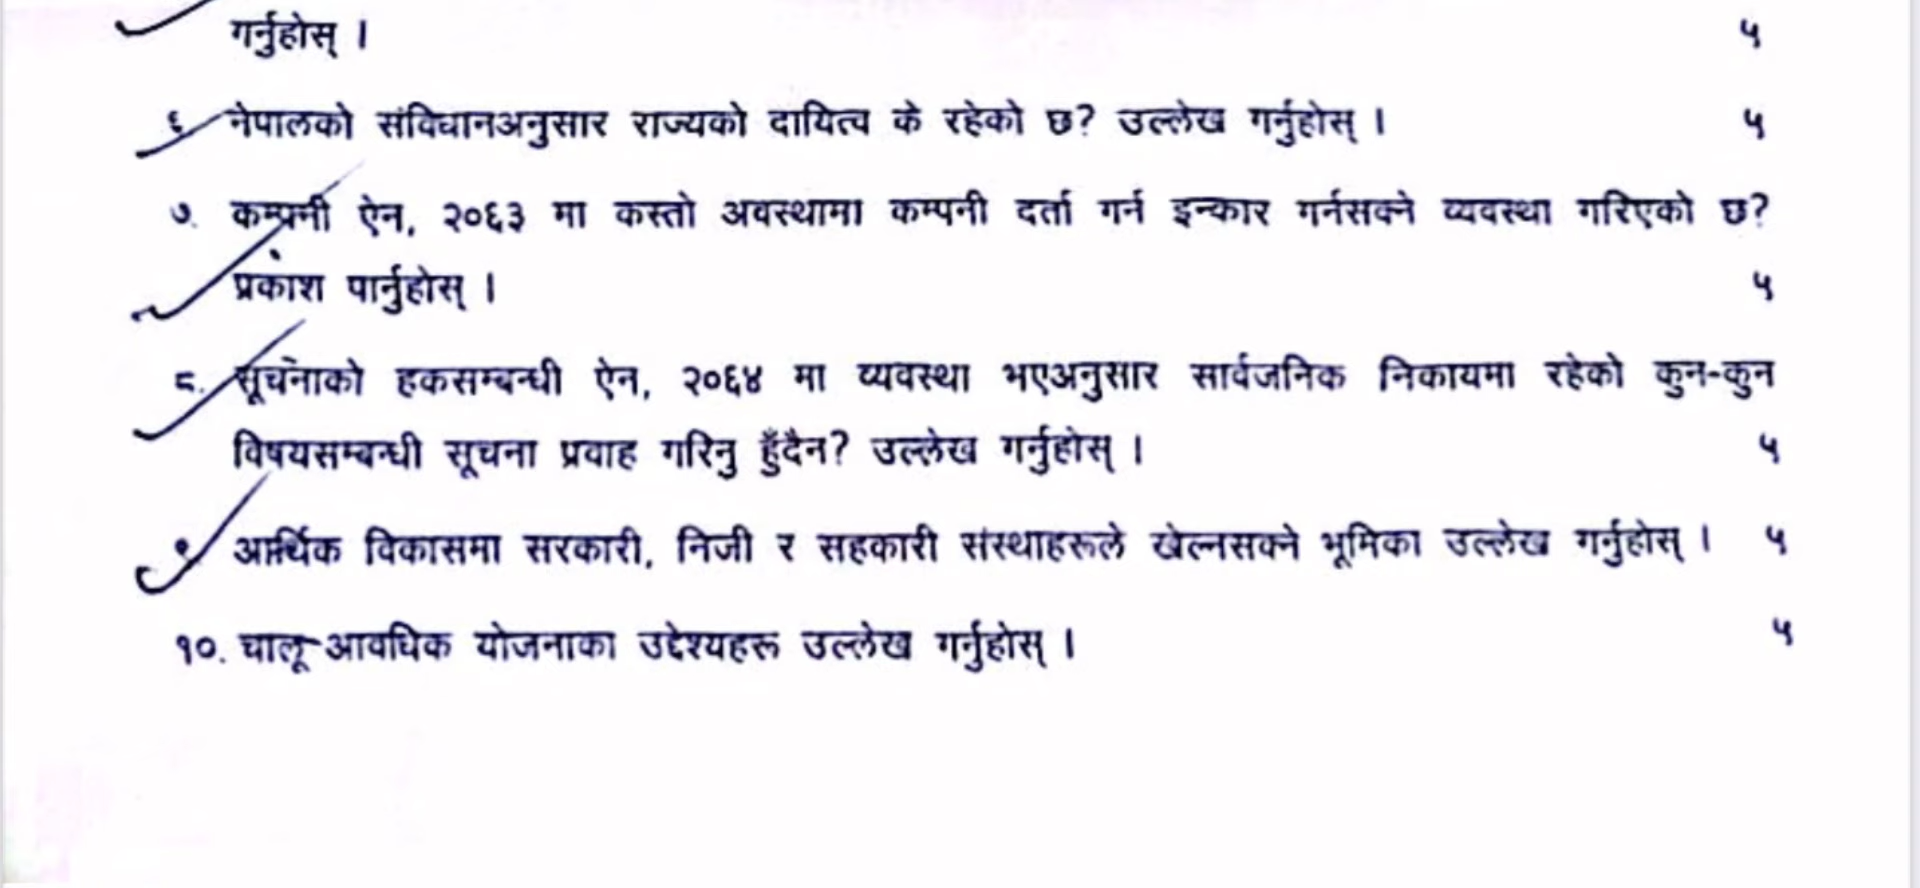 गर्नुहोस् । ५
६ नेपालको संविधानअनुसार राज्यको दायित्व के रहेको छ? उल्लेख गर्नुहोस् । ५
७. कम्पनी ऐन, २०६३ मा कस्तो अवस्थामा कम्पनी दर्ता गर्न इन्कार गर्नसक्ने व्यवस्था गरिएको छ?
प्रकाश पार्नुहोस् । ५
८. सूचनाको हकसम्बन्धी ऐन, २०६४ मा व्यवस्था भएअनुसार सार्वजनिक निकायमा रहेको कुन-कुन
विषयसम्बन्धी सूचना प्रवाह गरिनु हुँदैन? उल्लेख गर्नुहोस् । ५
९. आर्थिक विकासमा सरकारी, निजी र सहकारी संस्थाहरूले खेल्नसक्ने भूमिका उल्लेख गर्नुहोस् । ५
१०. चालू आवधिक योजनाका उद्देश्यहरू उल्लेख गर्नुहोस् । ५